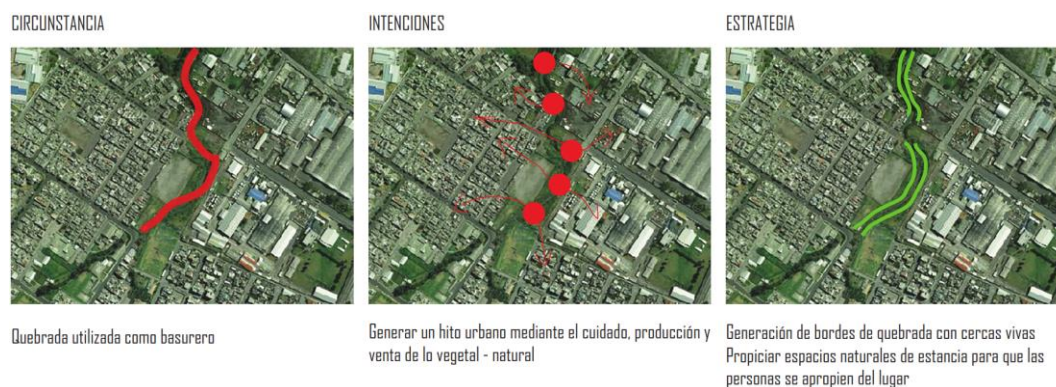 CIRCUNSTANCIA
Quebrada utilizada como basurero
INTENCIONES
Generar un hito urbano mediante el cuidado, producción y
venta de lo vegetal - natural
ESTRATEGIA
Generación de bordes de quebrada con cercas vivas
Propiciar espacios naturales de estancia para que las
personas se apropien del lugar